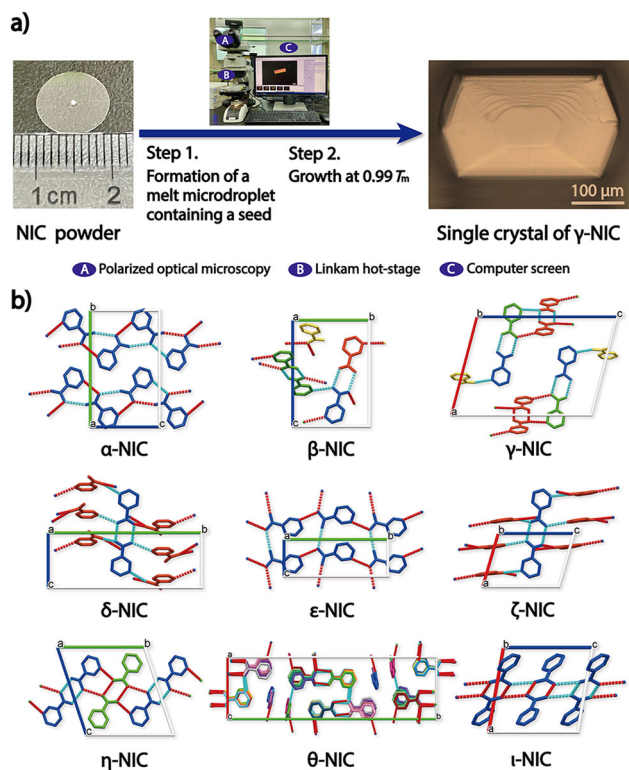 a)
A
B
C
Step 1.
Formation of a
melt microdroplet
containing a seed
Step 2.
Growth at 0.99 Tm
1 cm 2
100 µm
NIC powder
Single crystal of γ-NIC
A Polarized optical microscopy
B Linkam hot-stage
C Computer screen
b)
b
a
c
α-NIC
a
b
c
β-NIC
b
c
a
γ-NIC
a
b
c
δ-NIC
a
b
c
ε-NIC
b
c
a
ζ-NIC
a
b
c
η-NIC
a
c
b
θ-NIC
b
c
a
ι-NIC